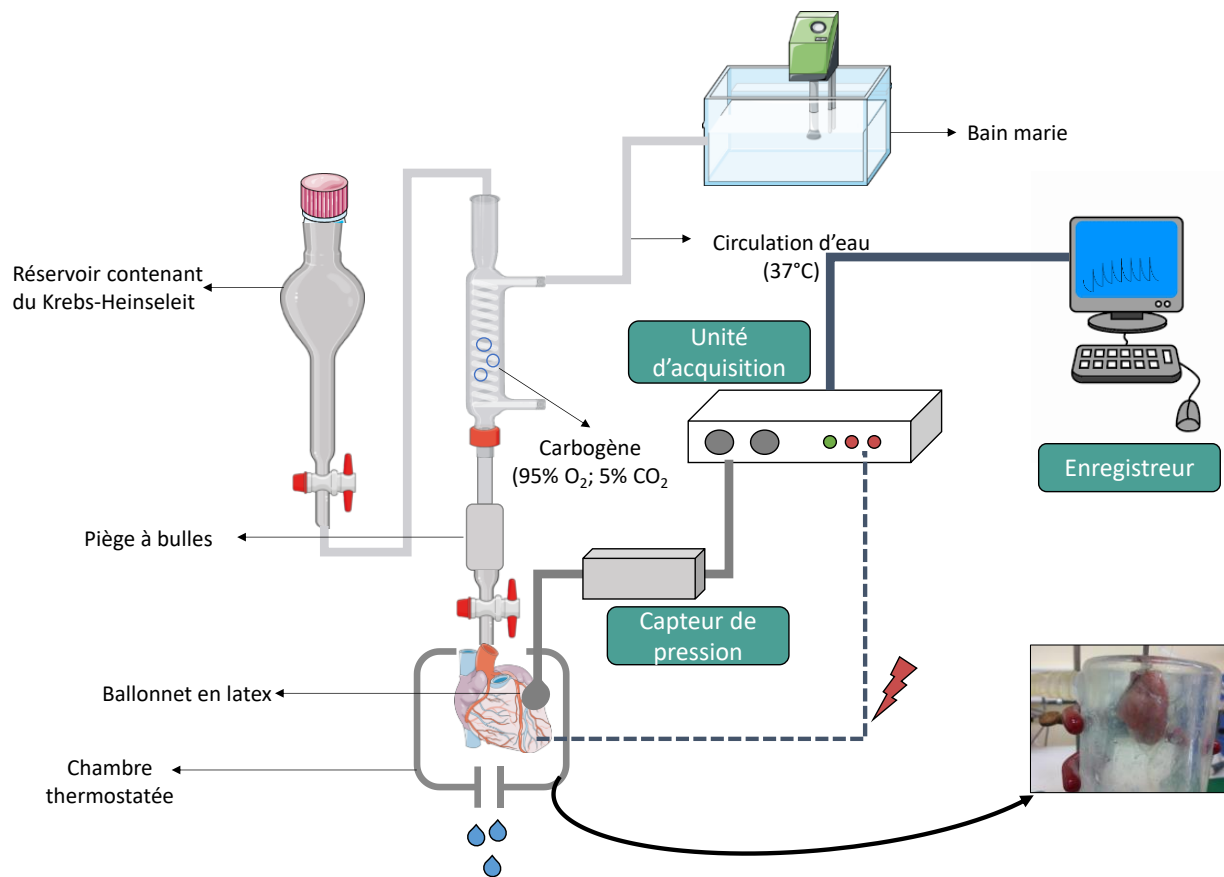 Bain marie
Circulation d'eau
(37°C)
Réservoir contenant
du Krebs-Heinseleit
Unité
d'acquisition
Carbogène
(95% O₂; 5% CO₂
Enregistreur
Piège à bulles
Capteur de
pression
Ballonnet en latex
Chambre
thermostatée